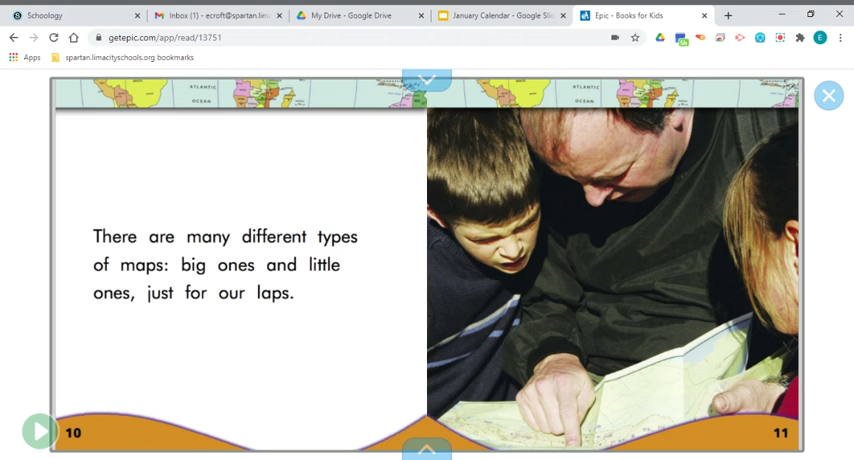 Schoology
Inbox (1) - ecroft@spartan.lim
My Drive - Google Drive
January Calendar - Google Slid
Epic - Books for Kids
getepic.com/app/read/13751
Apps
spartan.limacityschools.org bookmarks
ATLANTIC
OCEAN
ATLANTIC
OCEAN
There are many different types
of maps: big ones and little
ones, just for our laps.
10
11